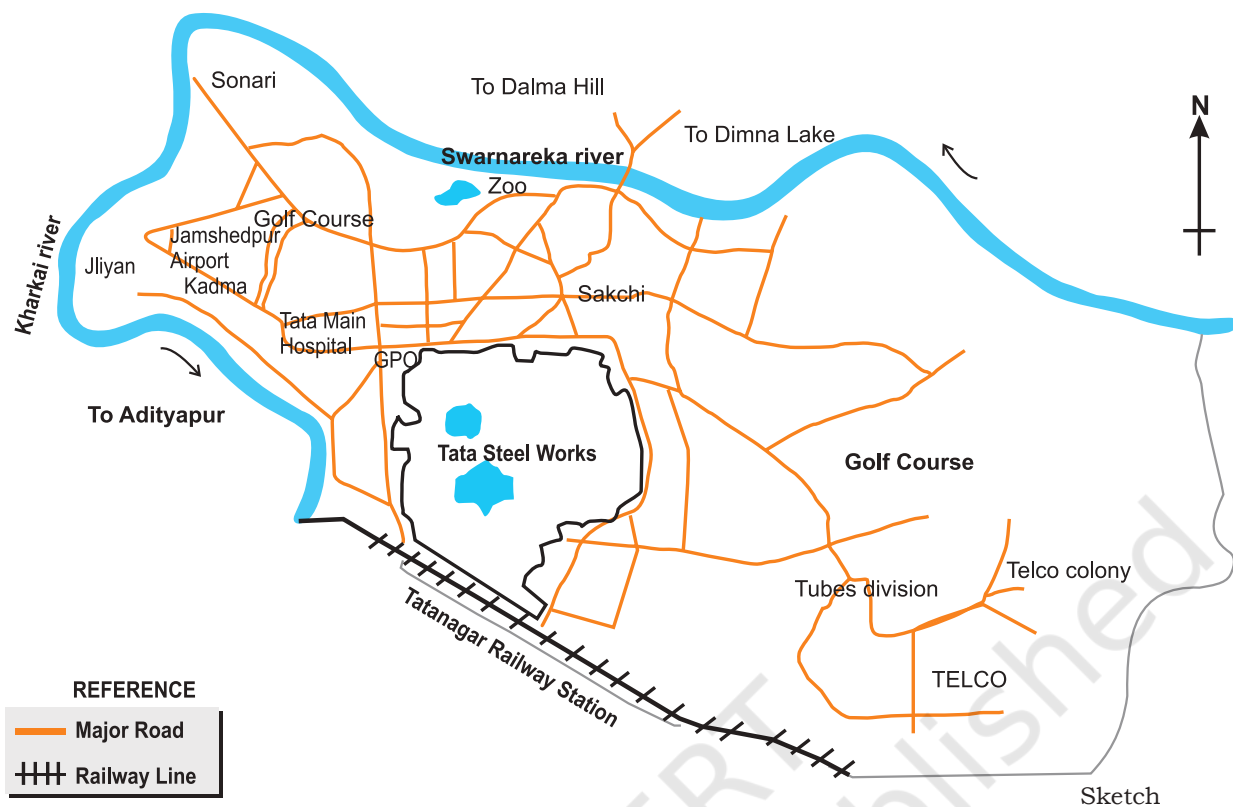 Sonari
To Dalma Hill
N
To Dimna Lake
Swarnareka river
Zoo
Golf Course
Jamshedpur
Airport
Kadma
Jliyan
Kharkai river
Sakchi
Tata Main
Hospital
GPO
To Adityapur
Tata Steel Works
Golf Course
Tubes division
Telco colony
Tatanagar Railway Station
TELCO
REFERENCE
Major Road
Railway Line
Sketch